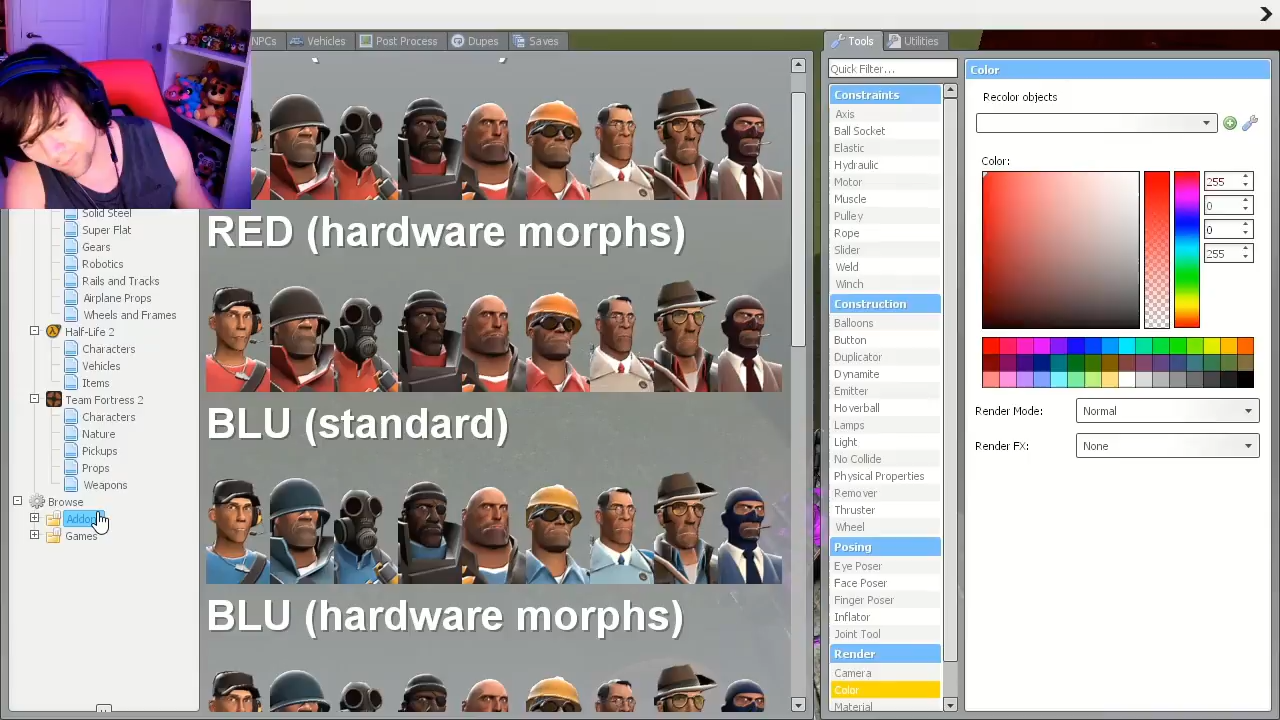 NPCs
Vehicles
Post Process
Dupes
Saves
Solid Steel
Super Flat
Gears
Robotics
Rails and Tracks
Airplane Props
Wheels and Frames
Half-Life 2
Characters
Vehicles
Items
Team Fortress 2
Characters
Nature
Pickups
Props
Weapons
Browse
Games
RED (hardware morphs)
BLU (standard)
BLU (hardware morphs)
Tools
Utilities
Quick Filter...
Constraints
Axis
Ball Socket
Elastic
Hydraulic
Motor
Muscle
Pulley
Rope
Slider
Weld
Winch
Construction
Balloons
Button
Duplicator
Dynamite
Emitter
Hoverball
Lamps
Light
No Collide
Physical Properties
Remover
Thruster
Wheel
Posing
Eye Poser
Face Poser
Finger Poser
Inflator
Joint Tool
Render
Camera
Color
Material
Color
Recolor objects
Color:
255
0
0
255
Render Mode:
Normal
Render FX:
None